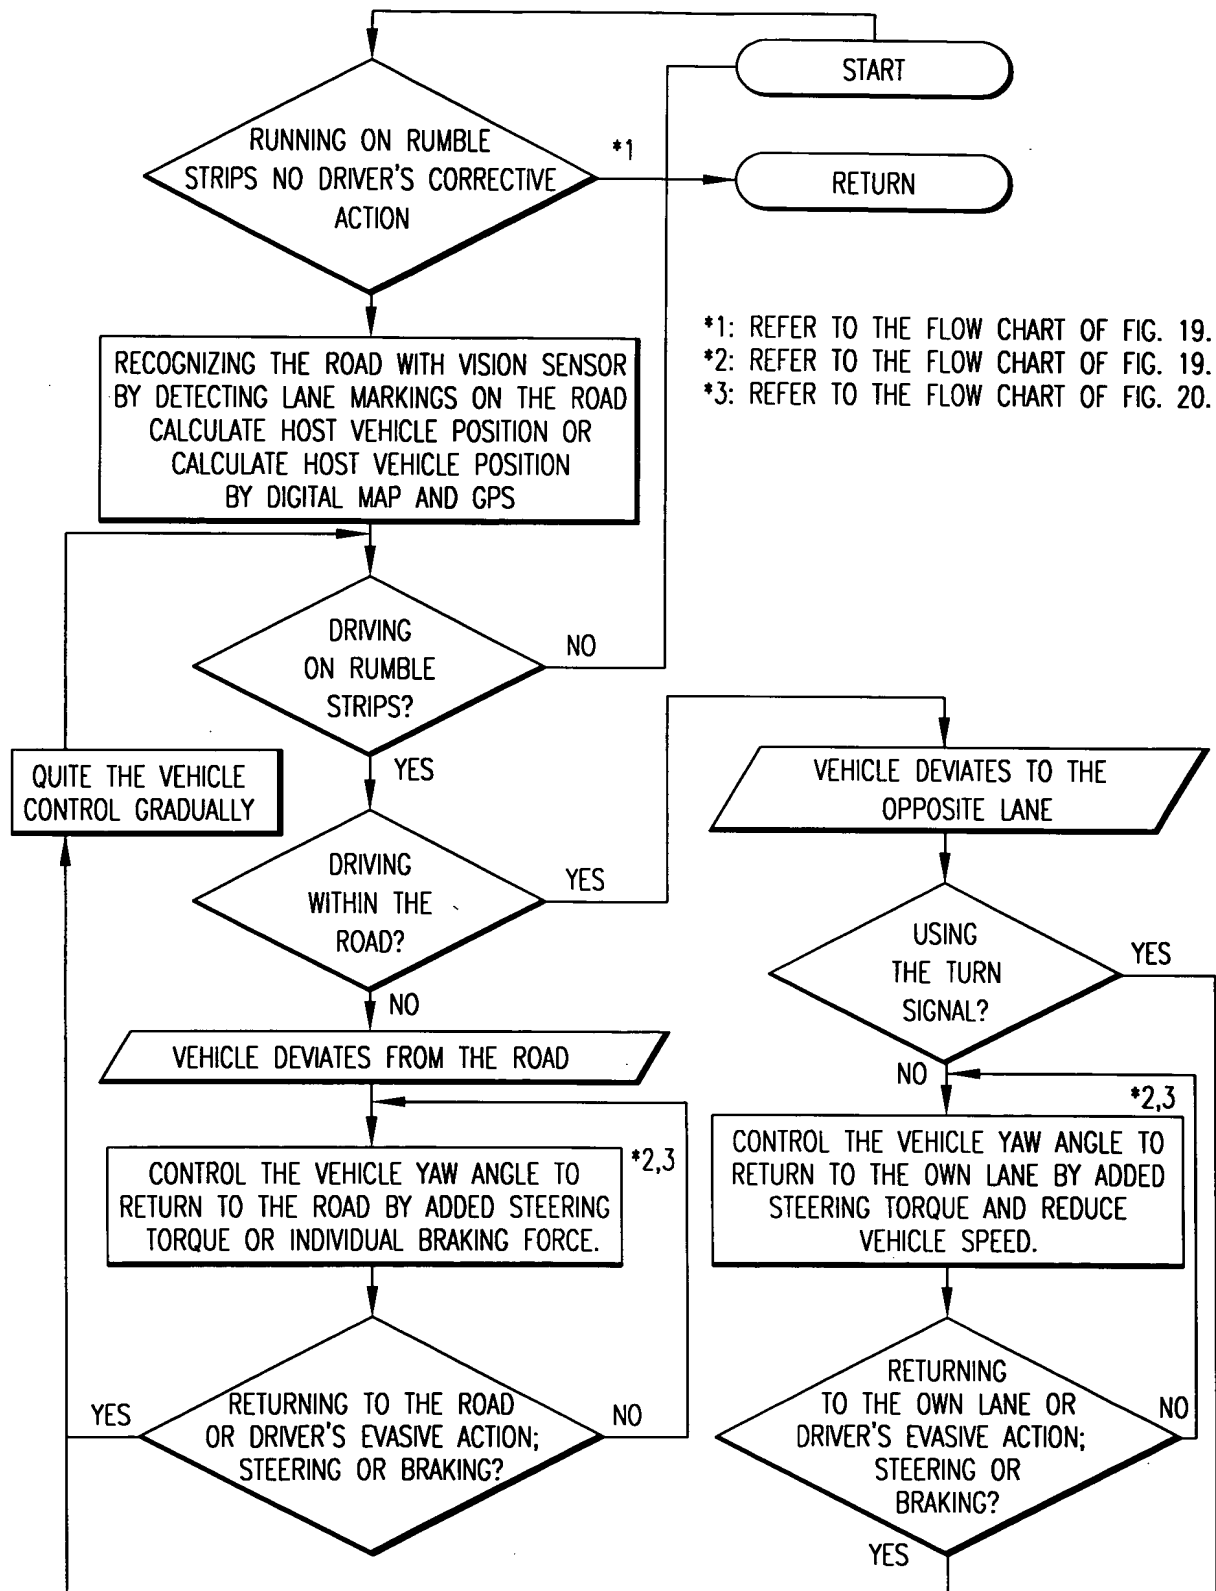 START
RUNNING ON RUMBLE
STRIPS NO DRIVER'S CORRECTIVE
ACTION
*1
RETURN
*1: REFER TO THE FLOW CHART OF FIG. 19.
*2: REFER TO THE FLOW CHART OF FIG. 19.
*3: REFER TO THE FLOW CHART OF FIG. 20.
RECOGNIZING THE ROAD WITH VISION SENSOR
BY DETECTING LANE MARKINGS ON THE ROAD
CALCULATE HOST VEHICLE POSITION OR
CALCULATE HOST VEHICLE POSITION
BY DIGITAL MAP AND GPS
DRIVING
ON RUMBLE
STRIPS?
NO
YES
QUITE THE VEHICLE
CONTROL GRADUALLY
DRIVING
WITHIN THE
ROAD?
YES
NO
VEHICLE DEVIATES TO THE
OPPOSITE LANE
USING
THE TURN
SIGNAL?
YES
NO
VEHICLE DEVIATES FROM THE ROAD
*2,3
CONTROL THE VEHICLE YAW ANGLE TO
RETURN TO THE ROAD BY ADDED STEERING
TORQUE OR INDIVIDUAL BRAKING FORCE.
*2,3
CONTROL THE VEHICLE YAW ANGLE TO
RETURN TO THE OWN LANE BY ADDED
STEERING TORQUE AND REDUCE
VEHICLE SPEED.
YES
RETURNING TO THE ROAD
OR DRIVER'S EVASIVE ACTION;
STEERING OR BRAKING?
NO
RETURNING
TO THE OWN LANE OR
DRIVER'S EVASIVE ACTION;
STEERING OR
BRAKING?
NO
YES